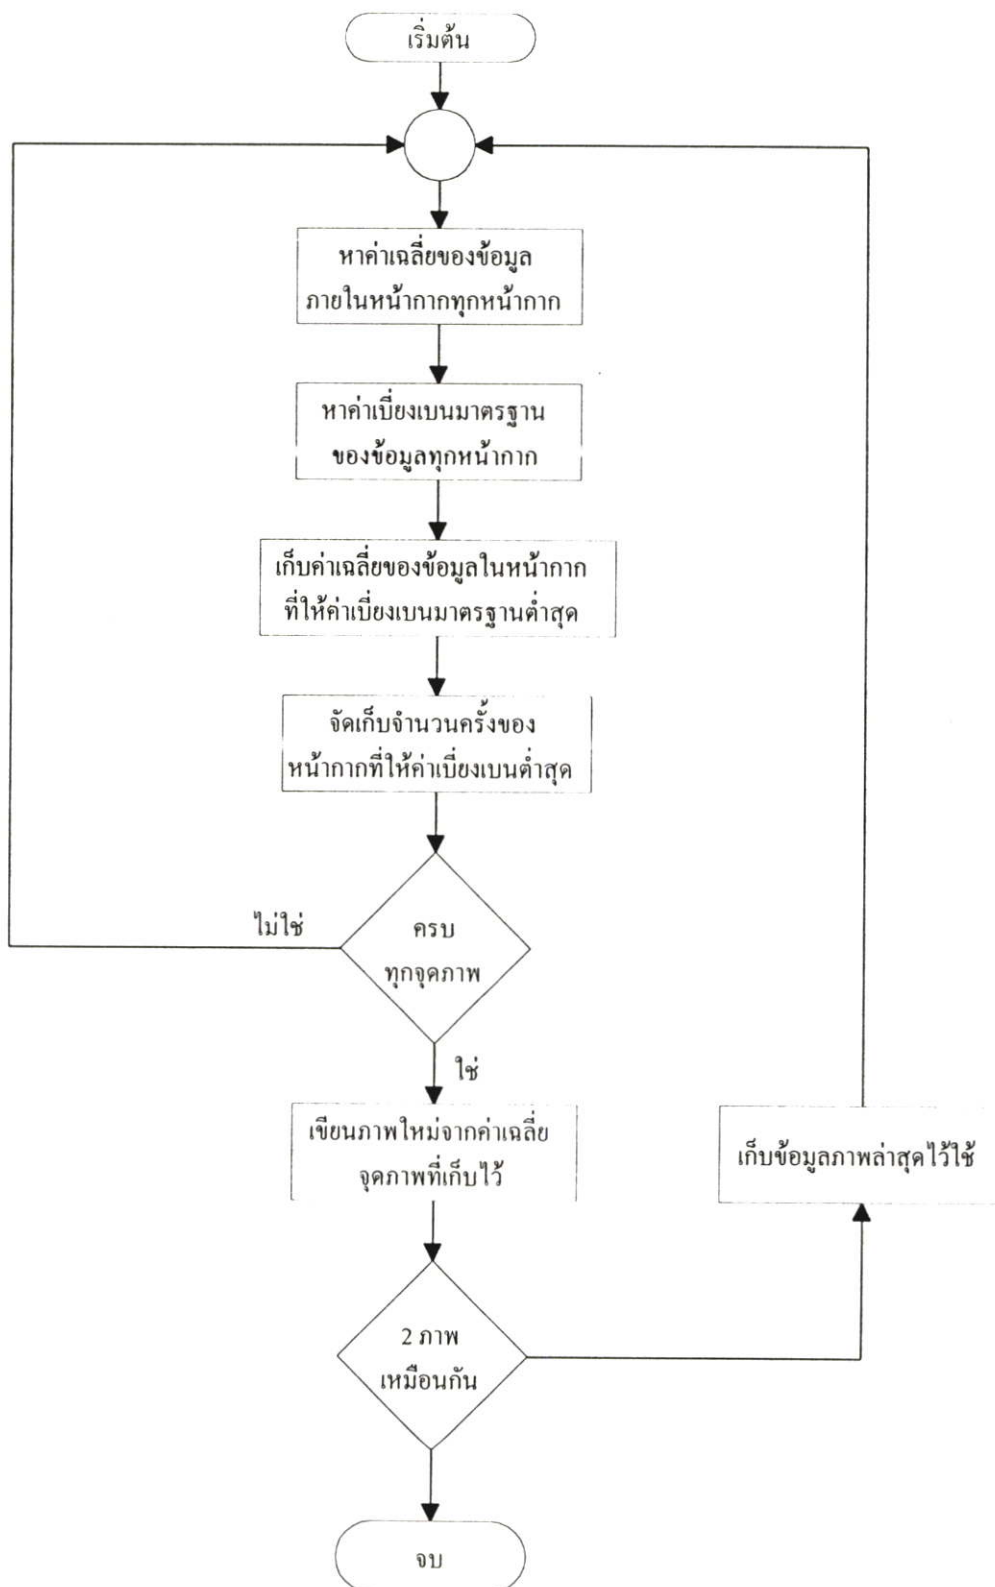 เริ่มต้น
หาค่าเฉลี่ยของข้อมูล
ภายในหน้ากากทุกหน้ากาก
หาค่าเบี่ยงเบนมาตรฐาน
ของข้อมูลทุกหน้ากาก
เก็บค่าเฉลี่ยของข้อมูลในหน้ากาก
ที่ให้ค่าเบี่ยงเบนมาตรฐานต่ำสุด
จัดเก็บจำนวนครั้งของ
หน้ากากที่ให้ค่าเบี่ยงเบนต่ำสุด
ไม่ใช่
ครบ
ทุกจุดภาพ
ใช่
เขียนภาพใหม่จากค่าเฉลี่ย
จุดภาพที่เก็บไว้
เก็บข้อมูลภาพล่าสุดไว้ใช้
2 ภาพ
เหมือนกัน
จบ